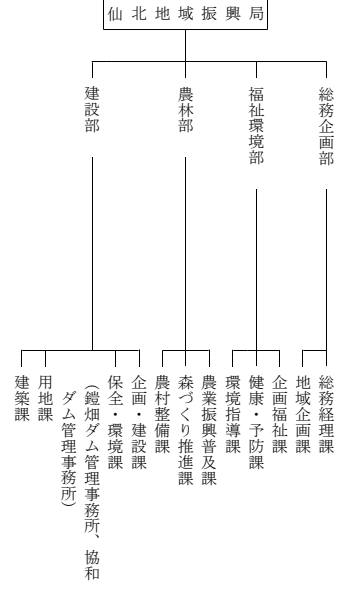 仙北地域振興局
総務企画部
福祉環境部
農林部
建設部
総務経理課
地域企画課
企画福祉課
健康・予防課
環境指導課
農業振興普及課
森づくり推進課
農村整備課
企画・建設課
保全・環境課
（鎧畑ダム管理事務所、協和
ダム管理事務所）
用地課
建築課